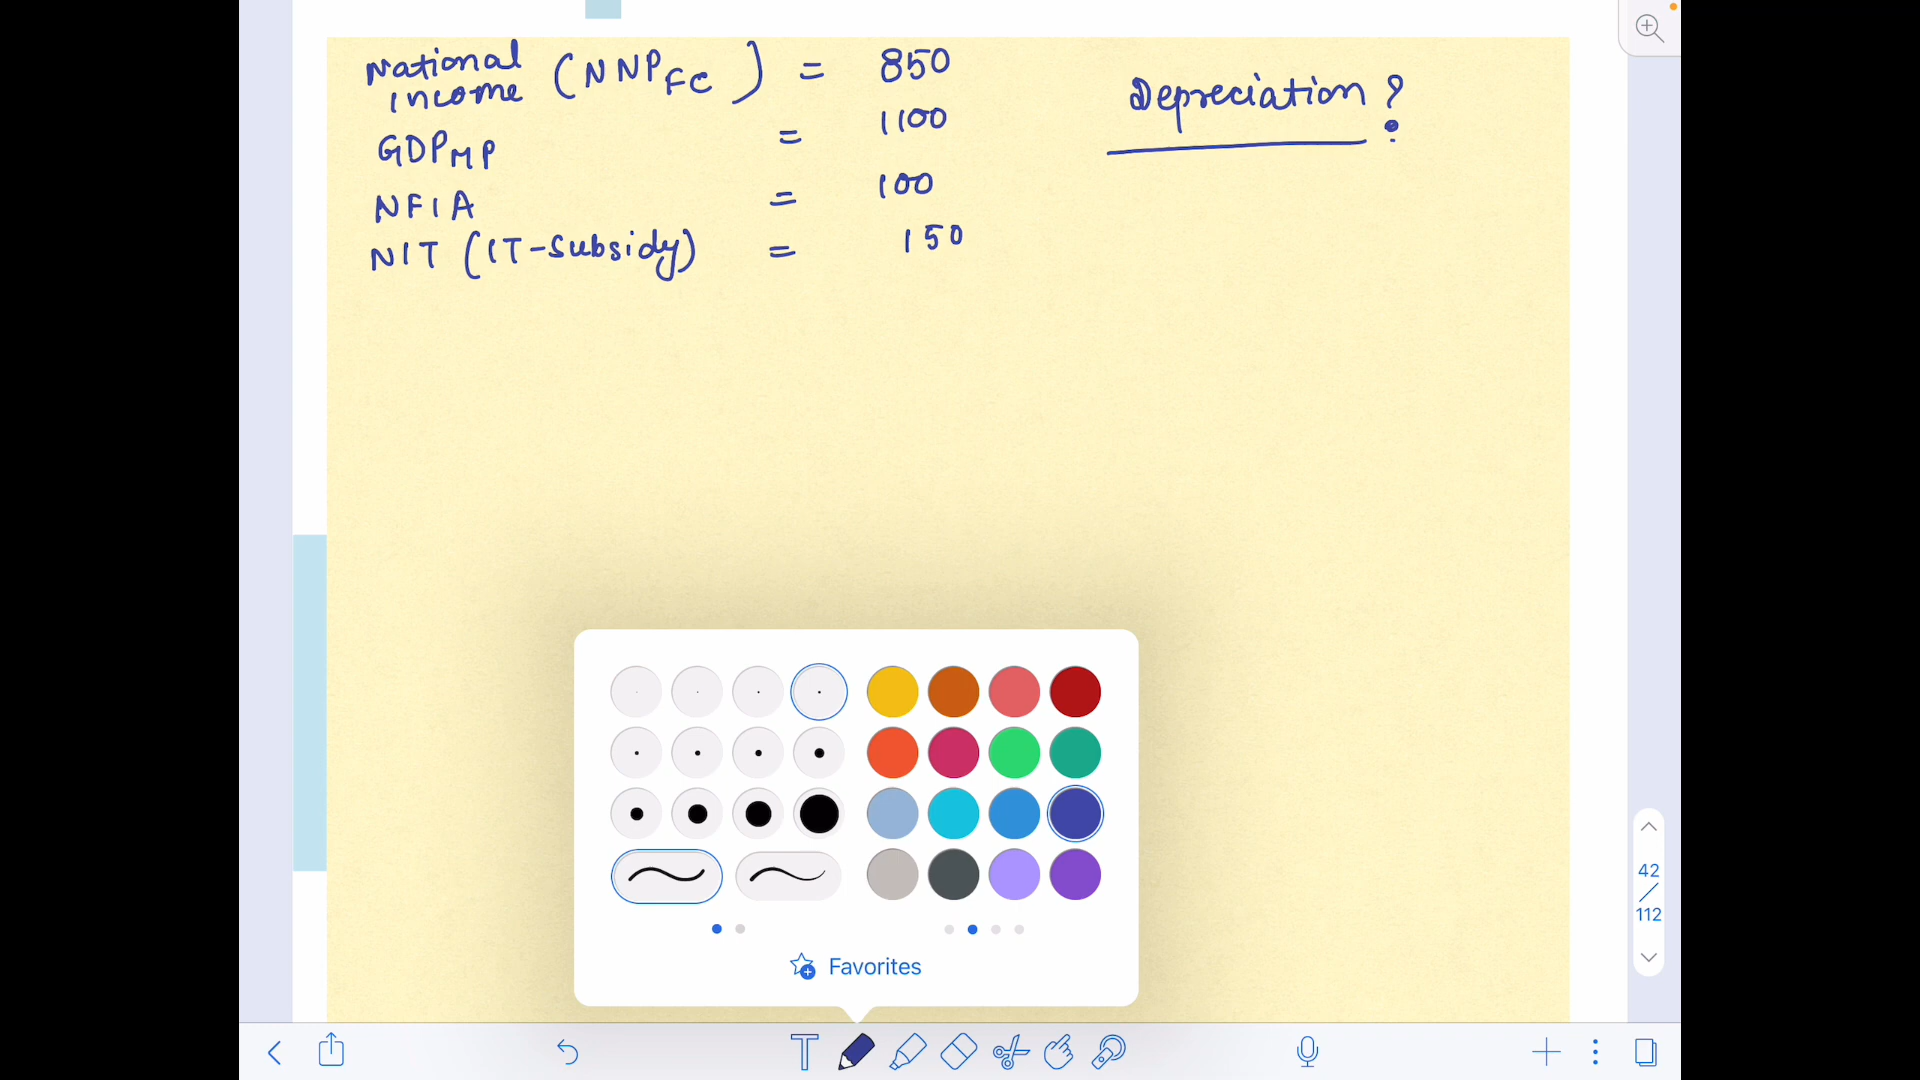 National
income (NNPFC) = 850
GDPMP = 1100
NFIA = 100
NIT (IT-Subsidy) = 150
Depreciation ?
Favorites
42
112
T